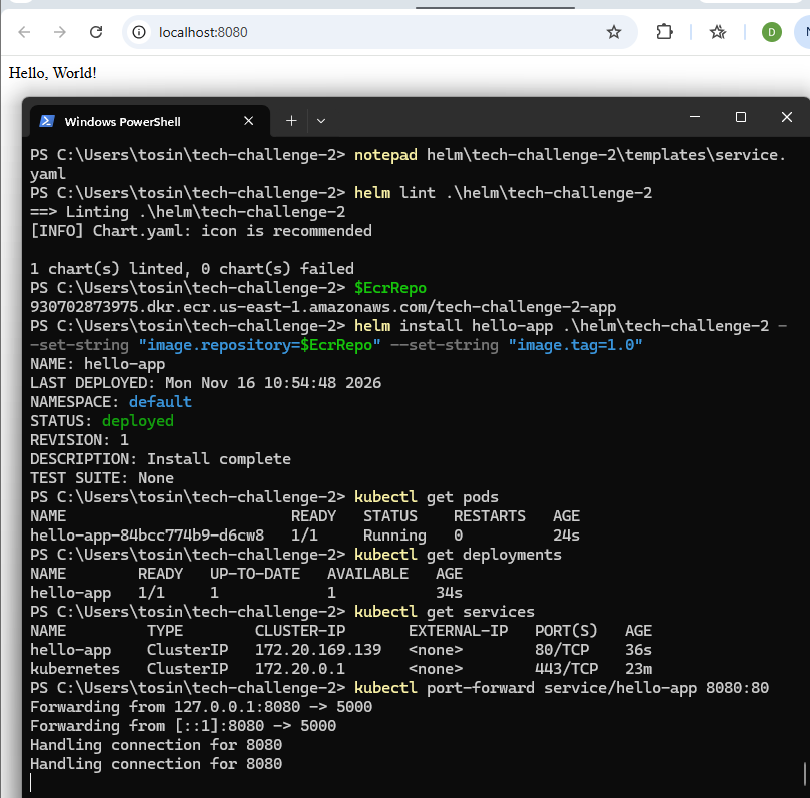 localhost:8080
D
N
Hello, World!
Windows PowerShell
PS C:\Users\tosin\tech-challenge-2> notepad helm\tech-challenge-2\templates\service.
yaml
PS C:\Users\tosin\tech-challenge-2> helm lint .\helm\tech-challenge-2
==> Linting .\helm\tech-challenge-2
[INFO] Chart.yaml: icon is recommended
1 chart(s) linted, 0 chart(s) failed
PS C:\Users\tosin\tech-challenge-2> $EcrRepo
930702873975.dkr.ecr.us-east-1.amazonaws.com/tech-challenge-2-app
PS C:\Users\tosin\tech-challenge-2> helm install hello-app .\helm\tech-challenge-2 -
-set-string "image.repository=$EcrRepo" --set-string "image.tag=1.0"
NAME: hello-app
LAST DEPLOYED: Mon Nov 16 10:54:48 2026
NAMESPACE: default
STATUS: deployed
REVISION: 1
DESCRIPTION: Install complete
TEST SUITE: None
PS C:\Users\tosin\tech-challenge-2> kubectl get pods
NAME READY STATUS RESTARTS AGE
hello-app-84bcc774b9-d6cw8 1/1 Running 0 24s
PS C:\Users\tosin\tech-challenge-2> kubectl get deployments
NAME READY UP-TO-DATE AVAILABLE AGE
hello-app 1/1 1 1 34s
PS C:\Users\tosin\tech-challenge-2> kubectl get services
NAME TYPE CLUSTER-IP EXTERNAL-IP PORT(S) AGE
hello-app ClusterIP 172.20.169.139 <none> 80/TCP 36s
kubernetes ClusterIP 172.20.0.1 <none> 443/TCP 23m
PS C:\Users\tosin\tech-challenge-2> kubectl port-forward service/hello-app 8080:80
Forwarding from 127.0.0.1:8080 -> 5000
Forwarding from [::1]:8080 -> 5000
Handling connection for 8080
Handling connection for 8080